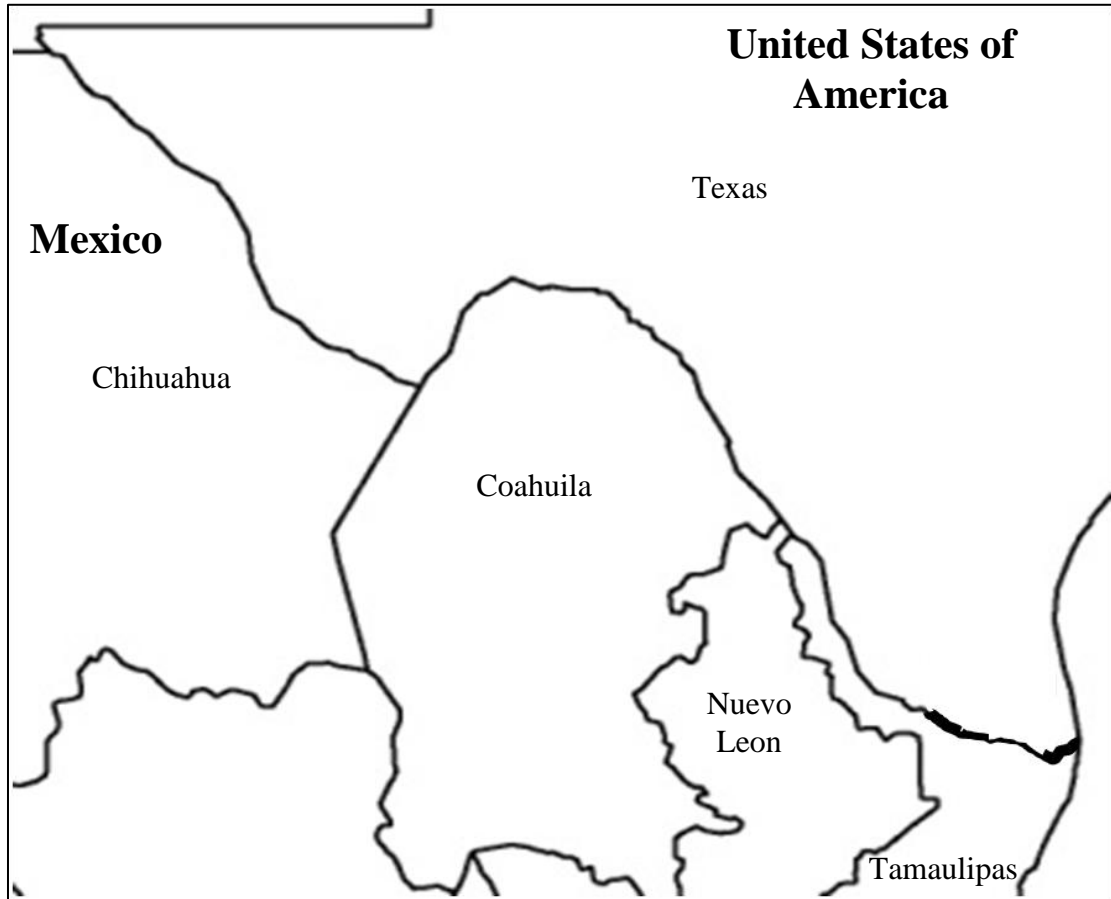 United States of
America
Texas
Mexico
Chihuahua
Coahuila
Nuevo
Leon
Tamaulipas